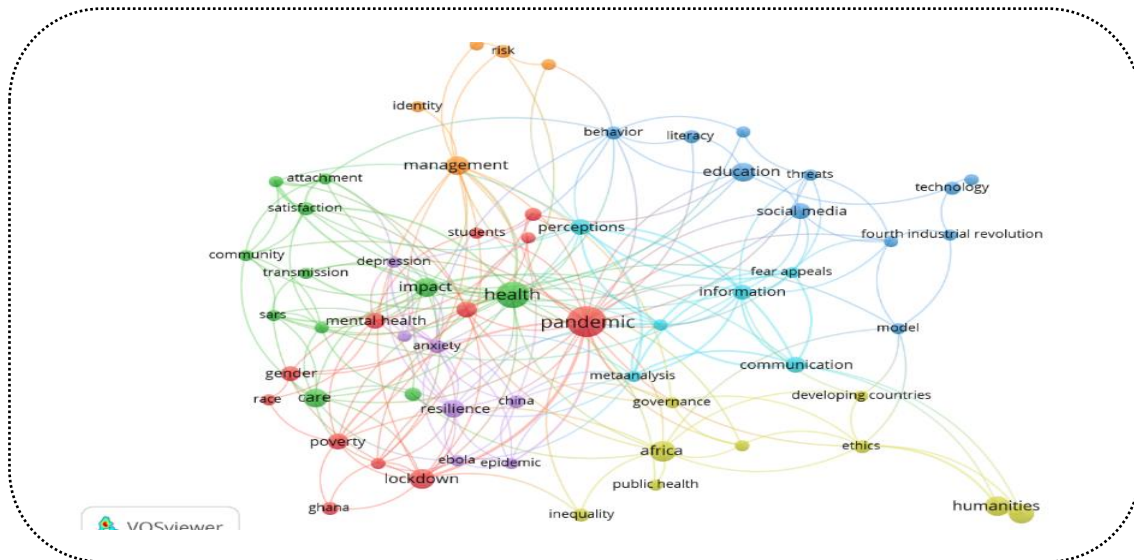 risk
identity
behavior
literacy
management
education
threats
attachment
technology
satisfaction
social media
students
perceptions
fourth industrial revolution
community
depression
transmission
fear appeals
impact
health
information
sars
mental health
pandemic
model
anxiety
communication
gender
metaanalysis
race
care
resilience
china
governance
developing countries
poverty
africa
ethics
ebola
epidemic
lockdown
public health
ghana
inequality
humanities
VOSviewer